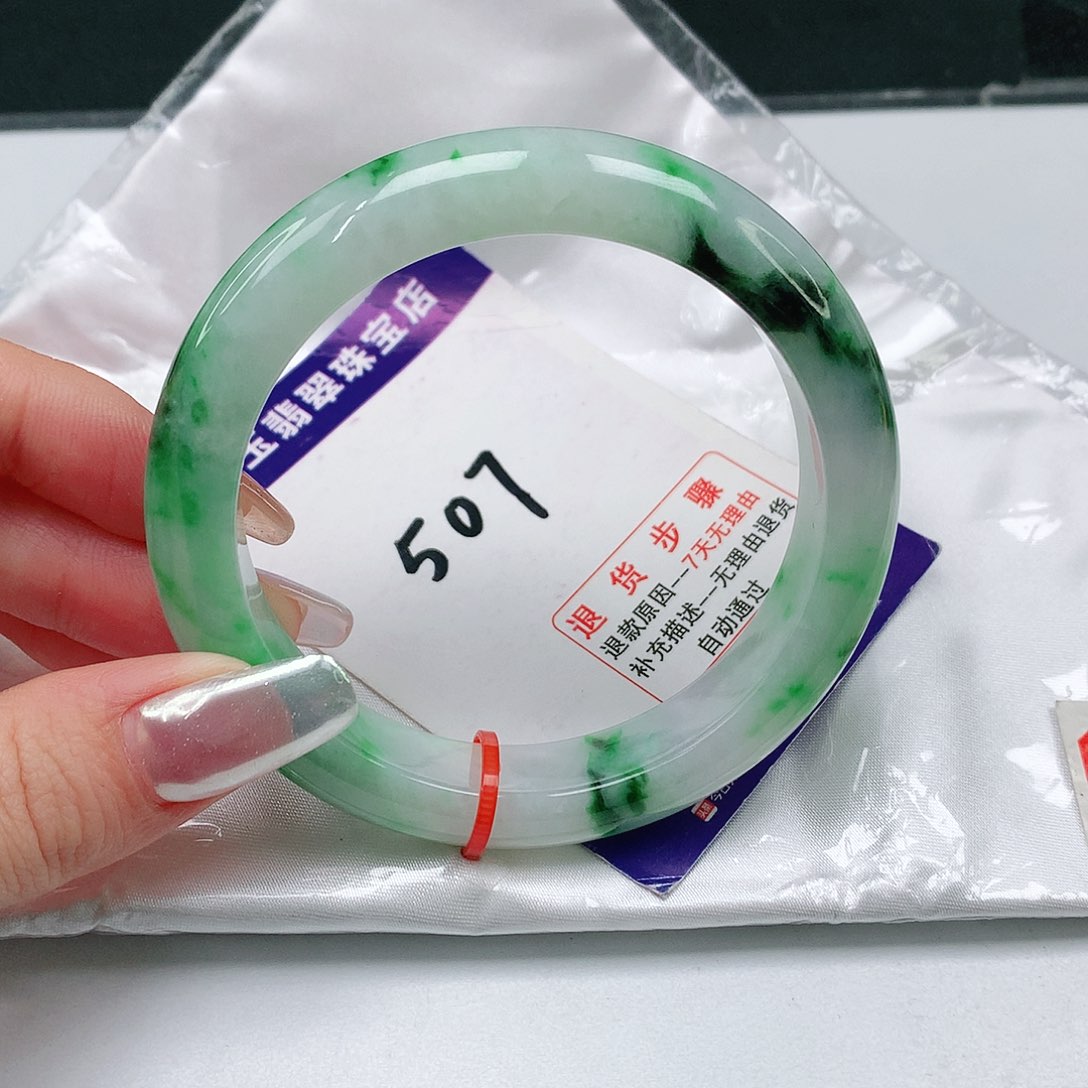 玉翡翠珠宝店
507
退货步骤
退款原因--7天无理由
补充描述--无理由退货
自动通过